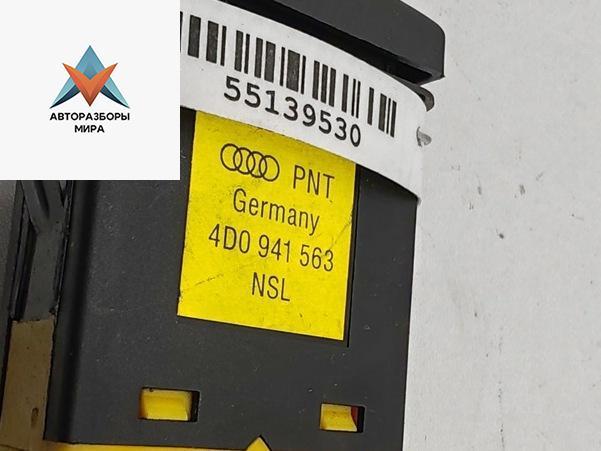 АВТОРАЗБОРЫ
МИРА
55139530
PNT
Germany
4D0 941 563
NSL